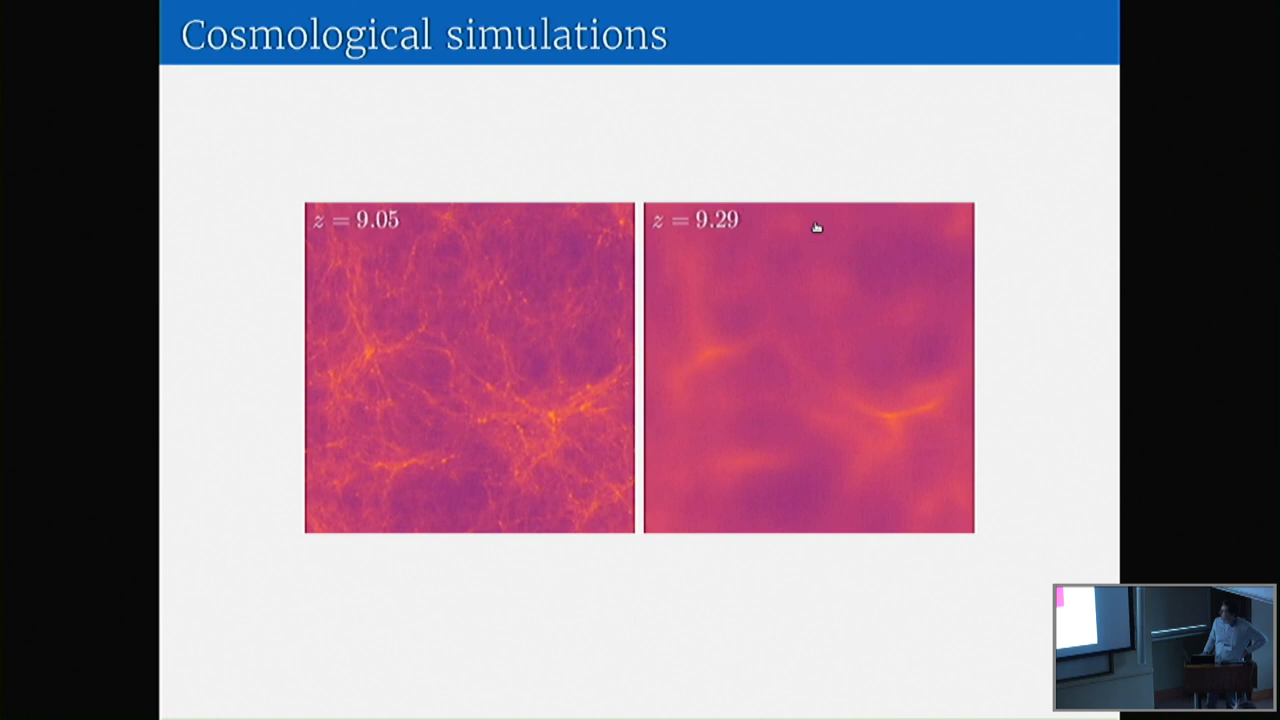 Cosmological simulations
z = 9.05
z = 9.29